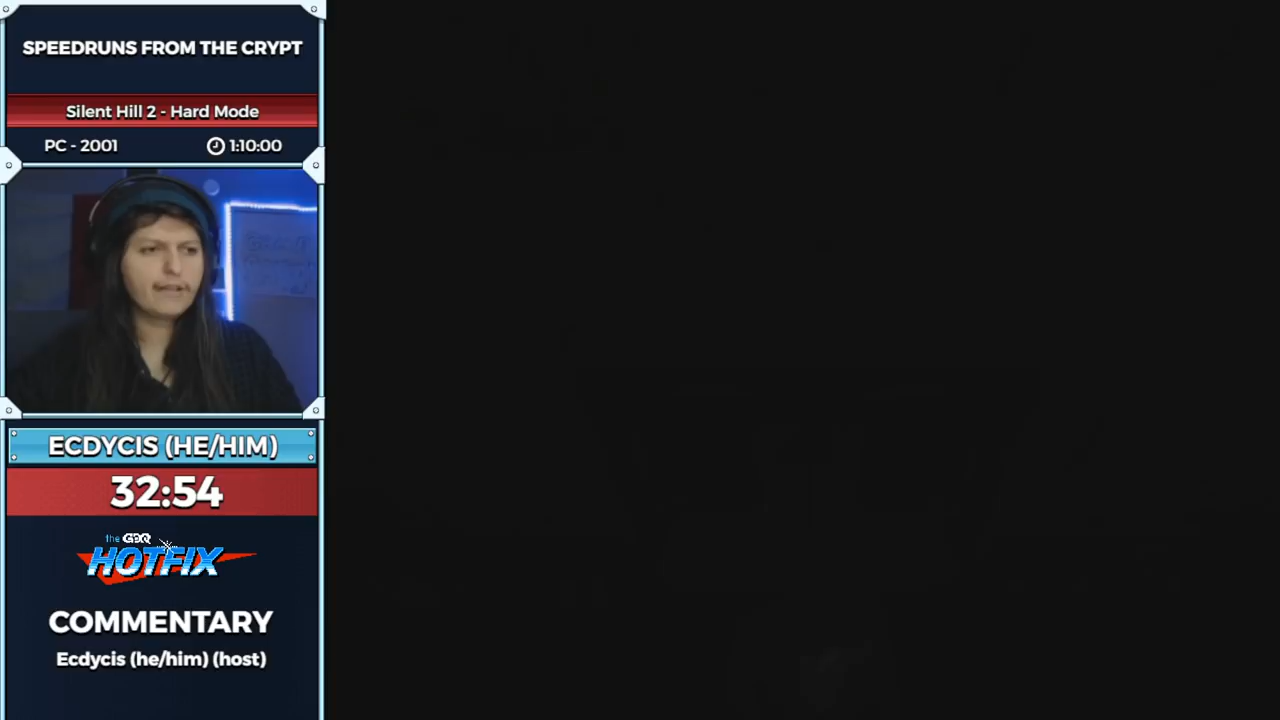 SPEEDRUNS FROM THE CRYPT
Silent Hill 2 - Hard Mode
PC - 2001
1:10:00
ECDYCIS (HE/HIM)
32:54
the GDQ
HOTFIX
COMMENTARY
Ecdycis (he/him) (host)